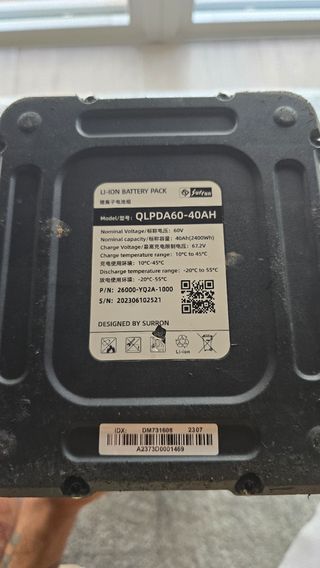 LI-ION BATTERY PACK
锂离子电池组
SURRON
Model/型号: QLPDA60-40AH
Nominal Voltage/标称电压: 60V
Nominal capacity/标称容量: 40Ah(2400Wh)
Charge Voltage/最高充电限制电压: 67.2V
Charge temperature range: 10℃ to 45℃
充电使用环境: 10℃-45℃
Discharge temperature range: -20℃ to 55℃
放电使用环境: -20℃-55℃
P/N: 26000-YQ2A-1000
S/N: 202306102521
DESIGNED BY SURRON
Li-ion
IDX: DM731608 2307
A2373D0001469